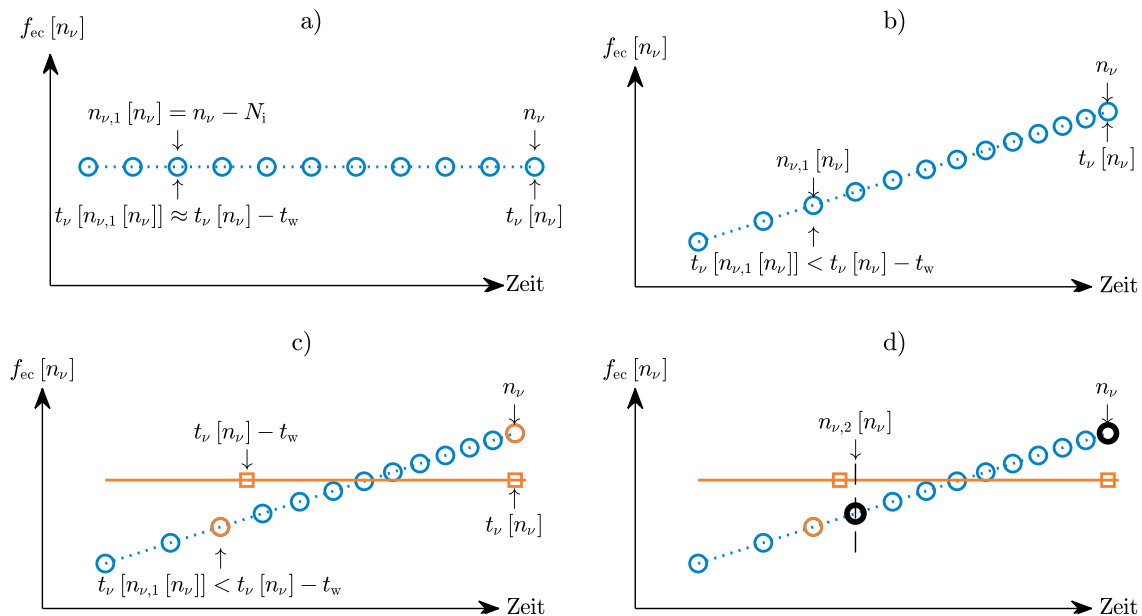 a)
f_ec [n_ν]
n_ν,1 [n_ν] = n_ν − N_i
n_ν
t_ν [n_ν,1 [n_ν]] ≈ t_ν [n_ν] − t_w
t_ν [n_ν]
Zeit
b)
f_ec [n_ν]
n_ν
n_ν,1 [n_ν]
t_ν [n_ν]
t_ν [n_ν,1 [n_ν]] < t_ν [n_ν] − t_w
Zeit
c)
f_ec [n_ν]
n_ν
t_ν [n_ν] − t_w
t_ν [n_ν]
t_ν [n_ν,1 [n_ν]] < t_ν [n_ν] − t_w
Zeit
d)
f_ec [n_ν]
n_ν
n_ν,2 [n_ν]
Zeit